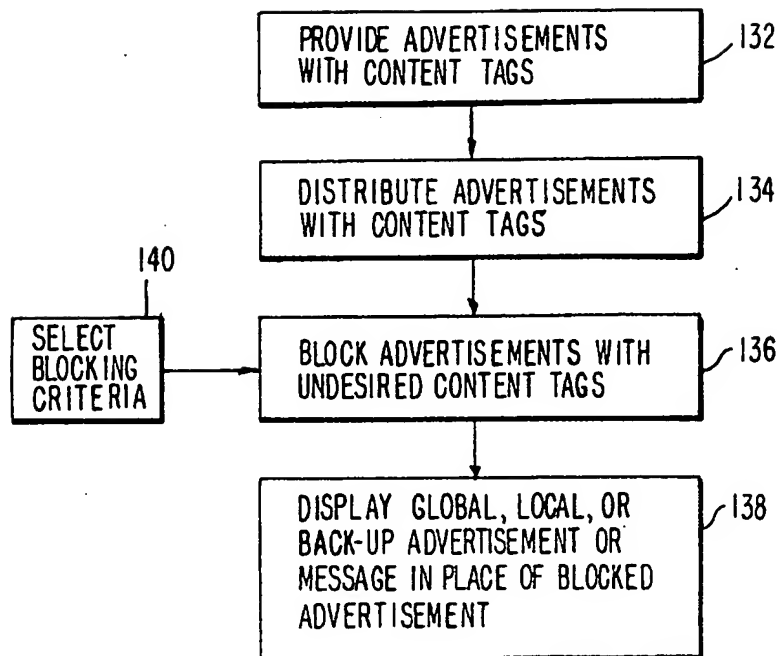 PROVIDE ADVERTISEMENTS
WITH CONTENT TAGS
132
DISTRIBUTE ADVERTISEMENTS
WITH CONTENT TAGS
134
140
SELECT
BLOCKING
CRITERIA
BLOCK ADVERTISEMENTS WITH
UNDESIRED CONTENT TAGS
136
DISPLAY GLOBAL, LOCAL, OR
BACK-UP ADVERTISEMENT OR
MESSAGE IN PLACE OF BLOCKED
ADVERTISEMENT
138